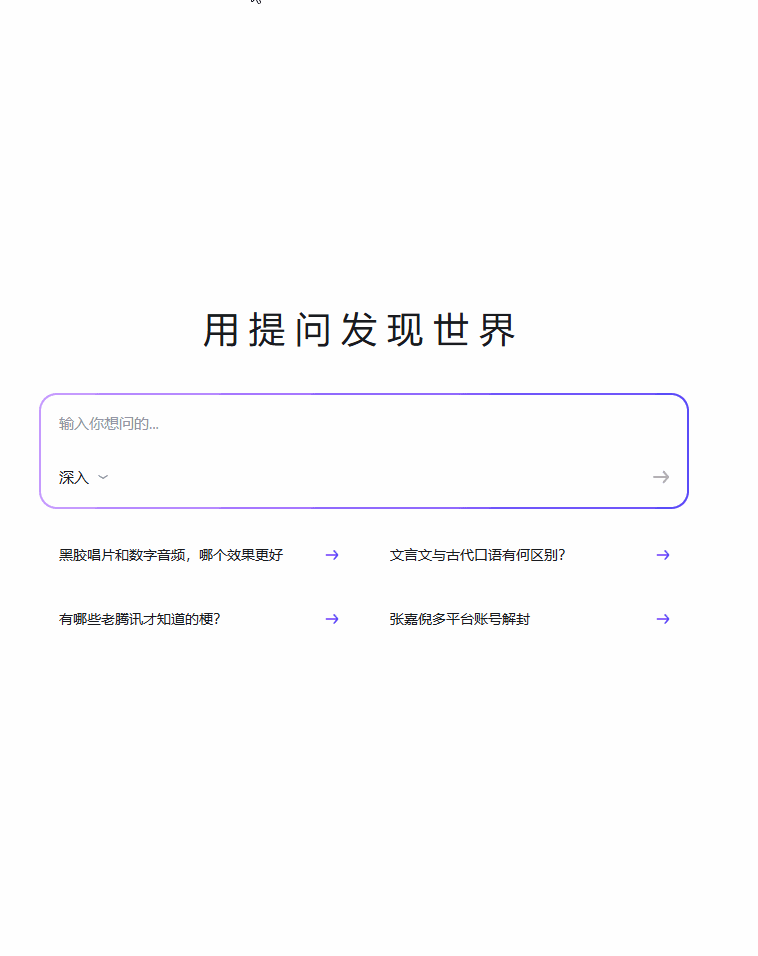 用提问发现世界
输入你想问的...
深入
黑胶唱片和数字音频，哪个效果更好
文言文与古代口语有何区别?
有哪些老腾讯才知道的梗?
张嘉倪多平台账号解封